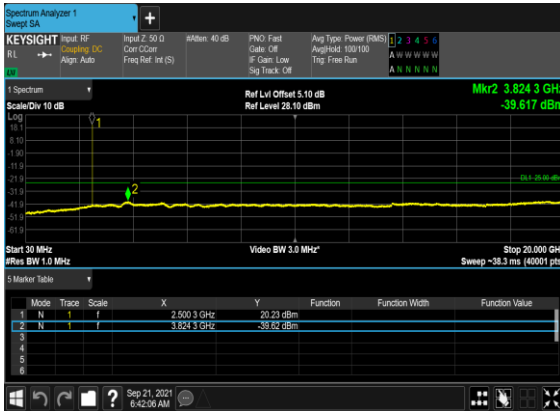 Spectrum Analyzer 1
Swept SA
+
KEYSIGHT Input: RF Input Z: 50 Ω #Atten: 40 dB PNO: Fast Avg Type: Power (RMS) 1 2 3 4 5 6
RL Coupling: DC Corr CCorr Gate: Off Avg|Hold: 100/100 A W W W W W
Align: Auto Freq Ref: Int (S) IF Gain: Low Trig: Free Run
Sig Track: Off A N N N N N
1 Spectrum
Scale/Div 10 dB
Ref Lvl Offset 5.10 dB
Ref Level 28.10 dBm
Mkr2 3.824 3 GHz
-39.617 dBm
Log
18.1
8.10
-1.90
-11.9
-21.9
-31.9
-41.9
-51.9
-61.9
1
2
DL1 -25.00 dBm
Start 30 MHz Video BW 3.0 MHz* Stop 20.000 GHz
#Res BW 1.0 MHz Sweep ~38.3 ms (40001 pts)
5 Marker Table
Mode Trace Scale X Y Function Function Width Function Value
1 N 1 f 2.500 3 GHz 20.23 dBm
2 N 1 f 3.824 3 GHz -39.62 dBm
3
4
5
6
? Sep 21, 2021
6:42:06 AM